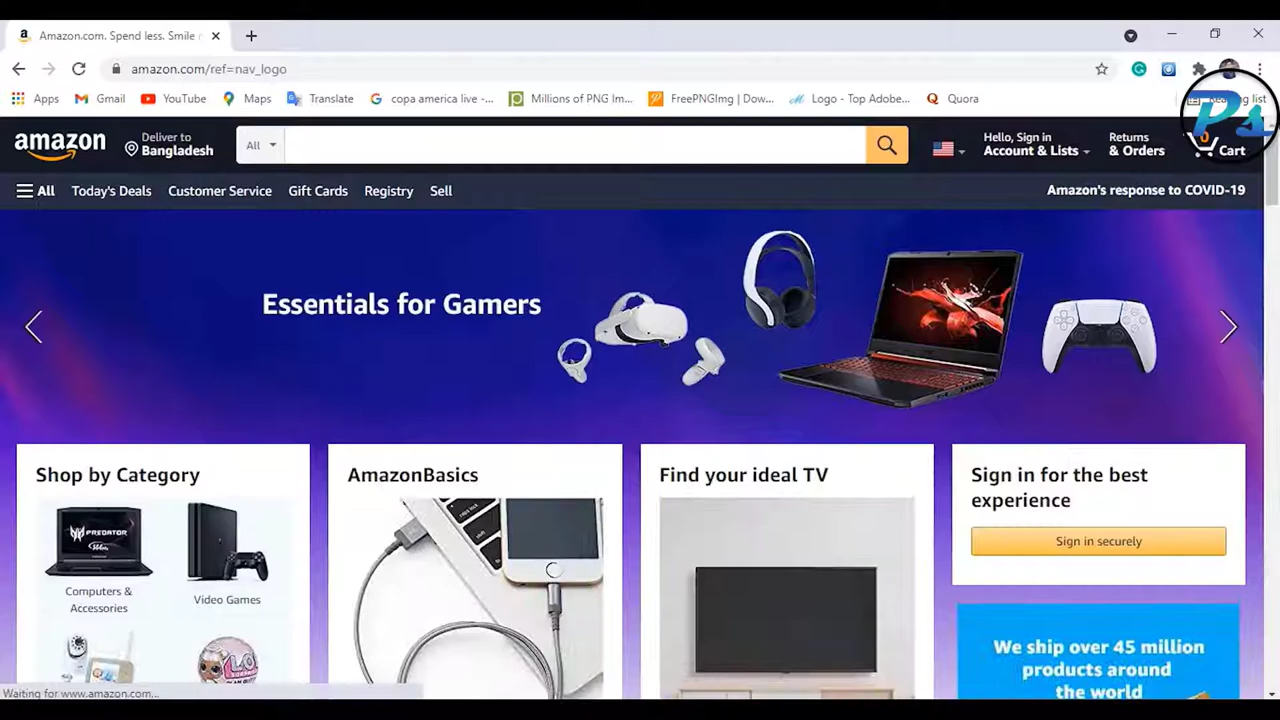 Amazon.com. Spend less. Smile
amazon.com/ref=nav_logo
Apps Gmail YouTube Maps Translate copa america live -... Millions of PNG Im... FreePNGImg | Dow... Logo - Top Adobe... Quora
Ps
amazon
Deliver to
Bangladesh
All
Hello, Sign in
Account & Lists
Returns
& Orders
0
Cart
All Today's Deals Customer Service Gift Cards Registry Sell Amazon's response to COVID-19
Essentials for Gamers
Shop by Category
AmazonBasics
Find your ideal TV
Sign in for the best
experience
Sign in securely
PREDATOR
Computers &
Accessories
Video Games
We ship over 45 million
products around
the world
Waiting for www.amazon.com...